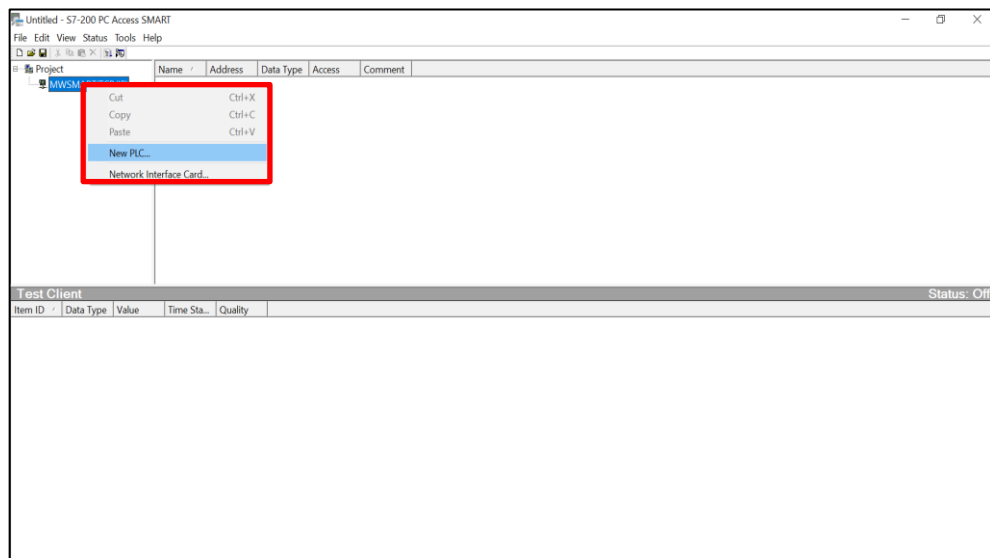 Untitled - S7-200 PC Access SMART
File Edit View Status Tools Help
Project
Name Address Data Type Access Comment
Cut Ctrl+X
Copy Ctrl+C
Paste Ctrl+V
New PLC...
Network Interface Card...
Test Client Status: Off
Item ID Data Type Value Time Sta... Quality